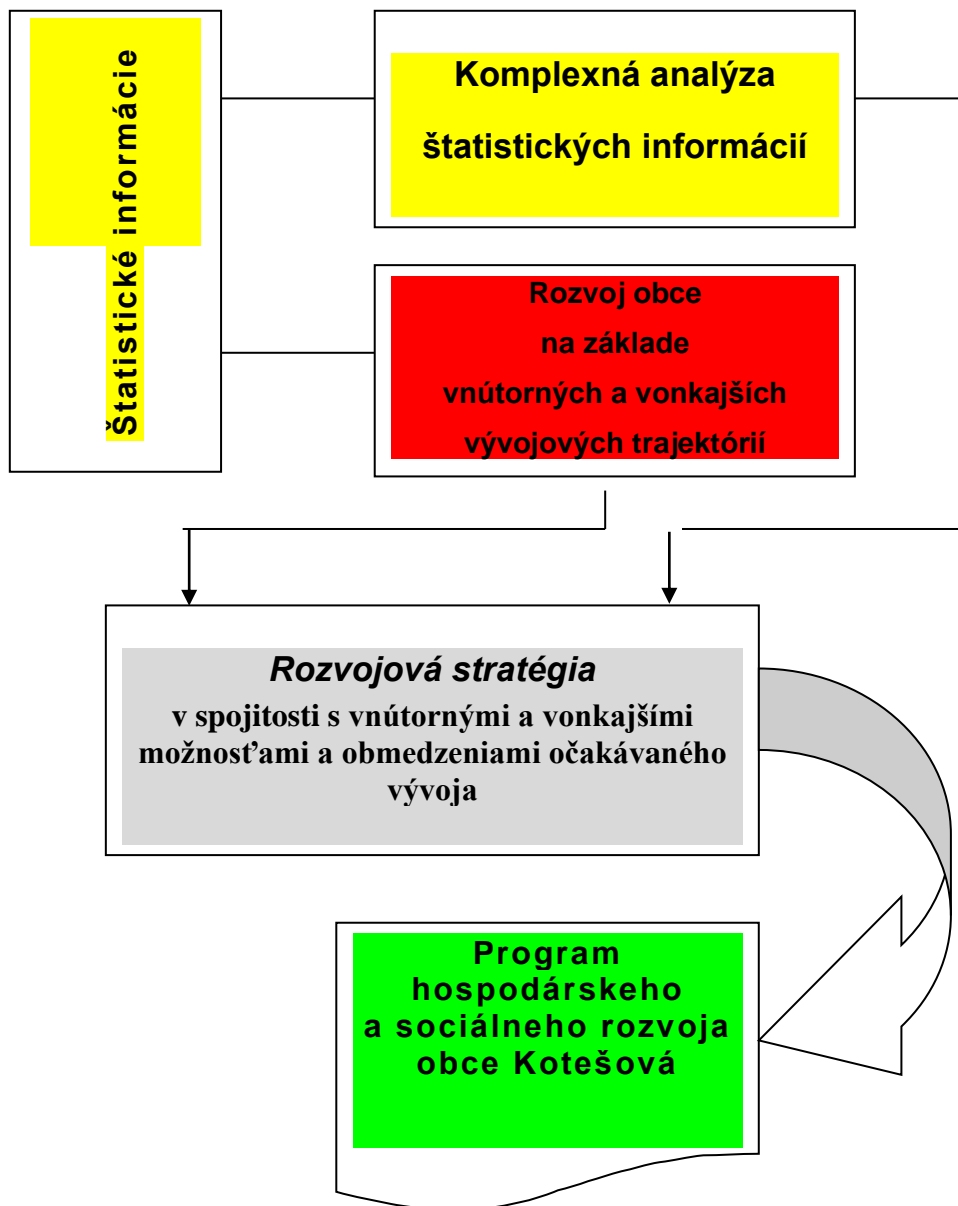 Štatistické informácie
Komplexná analýza
štatistických informácií
Rozvoj obce
na základe
vnútorných a vonkajších
vývojových trajektórií
Rozvojová stratégia
v spojitosti s vnútornými a vonkajšími
možnosťami a obmedzeniami očakávaného
vývoja
Program
hospodárskeho
a sociálneho rozvoja
obce Kotešová